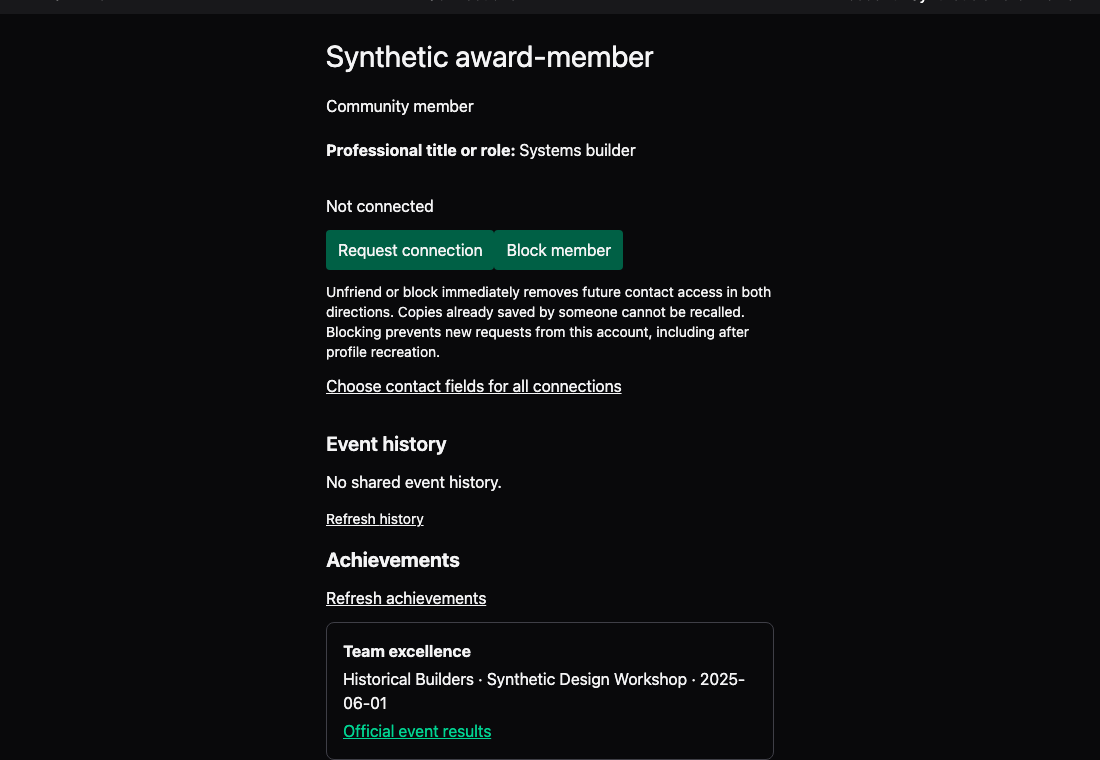 Synthetic award-member
Community member
Professional title or role: Systems builder
Not connected
Request connection
Block member
Unfriend or block immediately removes future contact access in both
directions. Copies already saved by someone cannot be recalled.
Blocking prevents new requests from this account, including after
profile recreation.
Choose contact fields for all connections
Event history
No shared event history.
Refresh history
Achievements
Refresh achievements
Team excellence
Historical Builders · Synthetic Design Workshop · 2025-
06-01
Official event results